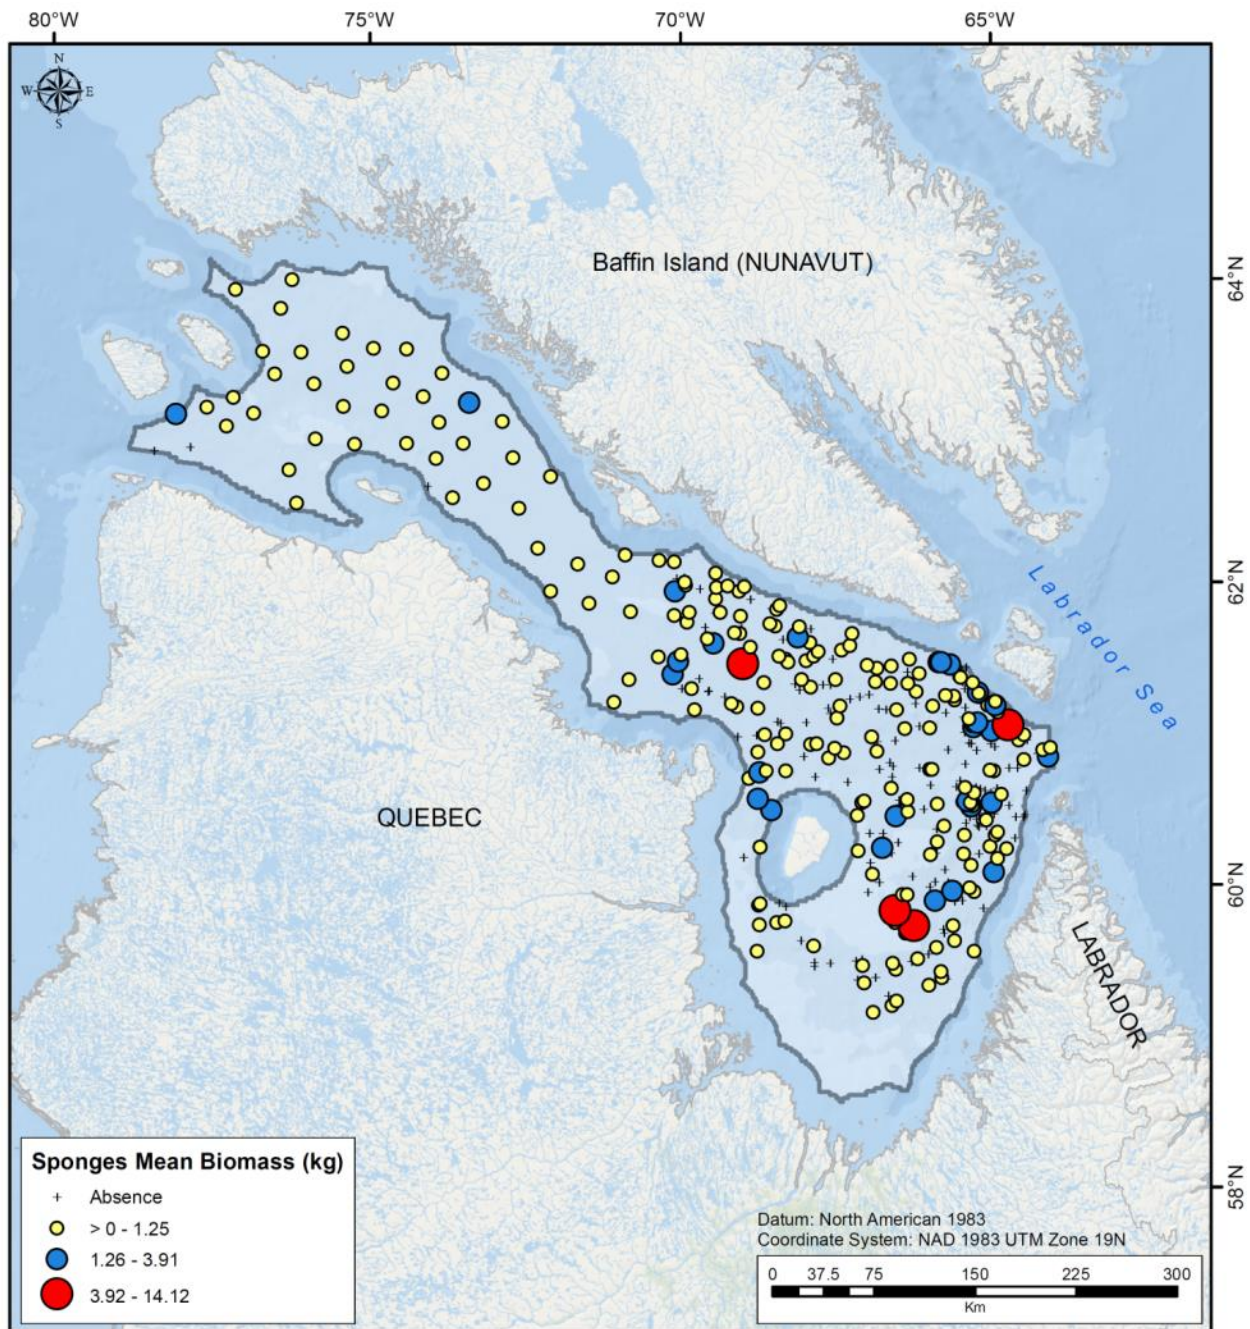 80°W 75°W 70°W 65°W
N
W E
S
Baffin Island (NUNAVUT)
64°N
62°N
Labrador Sea
QUEBEC
60°N
LABRADOR
58°N
Sponges Mean Biomass (kg)
Absence
> 0 - 1.25
1.26 - 3.91
3.92 - 14.12
Datum: North American 1983
Coordinate System: NAD 1983 UTM Zone 19N
0 37.5 75 150 225 300
Km